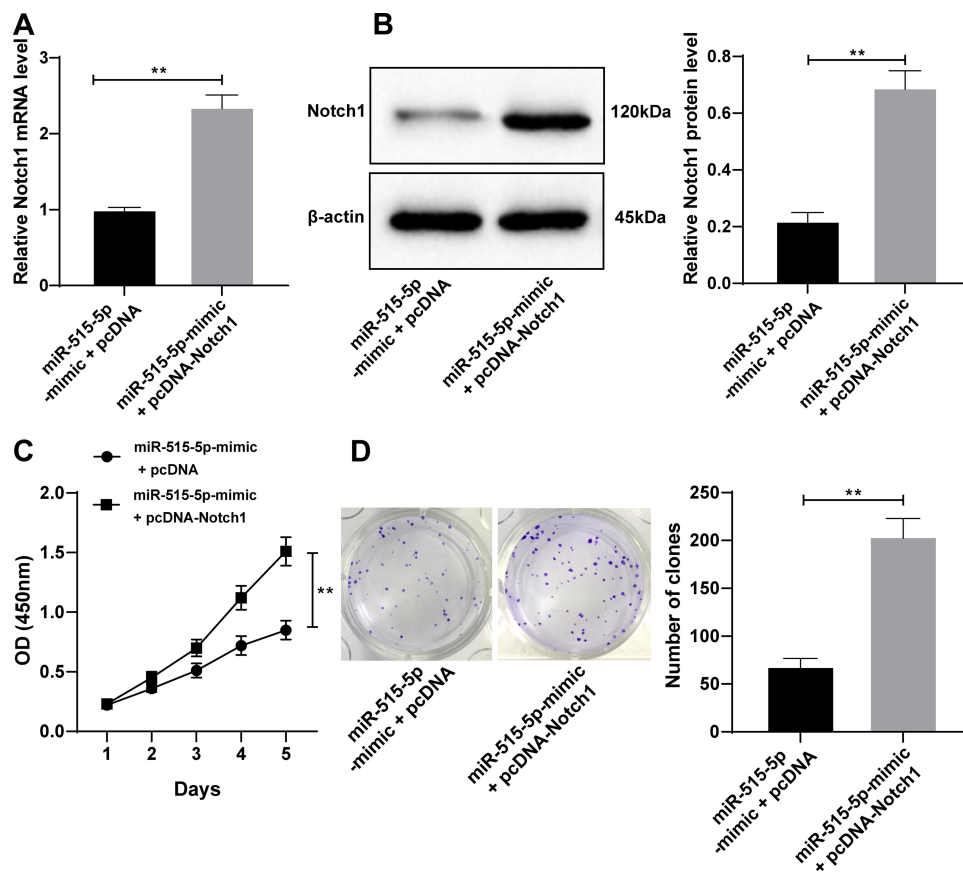 A
Relative Notch1 mRNA level
3
2
1
0
**
miR-515-5p
-mimic + pcDNA
miR-515-5p-mimic
+ pcDNA-Notch1
B
Notch1
120kDa
β-actin
45kDa
miR-515-5p
-mimic + pcDNA
miR-515-5p-mimic
+ pcDNA-Notch1
Relative Notch1 protein level
0.8
0.6
0.4
0.2
0.0
**
miR-515-5p
-mimic + pcDNA
miR-515-5p-mimic
+ pcDNA-Notch1
C
miR-515-5p-mimic
+ pcDNA
miR-515-5p-mimic
+ pcDNA-Notch1
OD (450nm)
2.0
1.5
1.0
0.5
0.0
**
1 2 3 4 5
Days
D
miR-515-5p
-mimic + pcDNA
miR-515-5p-mimic
+ pcDNA-Notch1
Number of clones
250
200
150
100
50
0
**
miR-515-5p
-mimic + pcDNA
miR-515-5p-mimic
+ pcDNA-Notch1